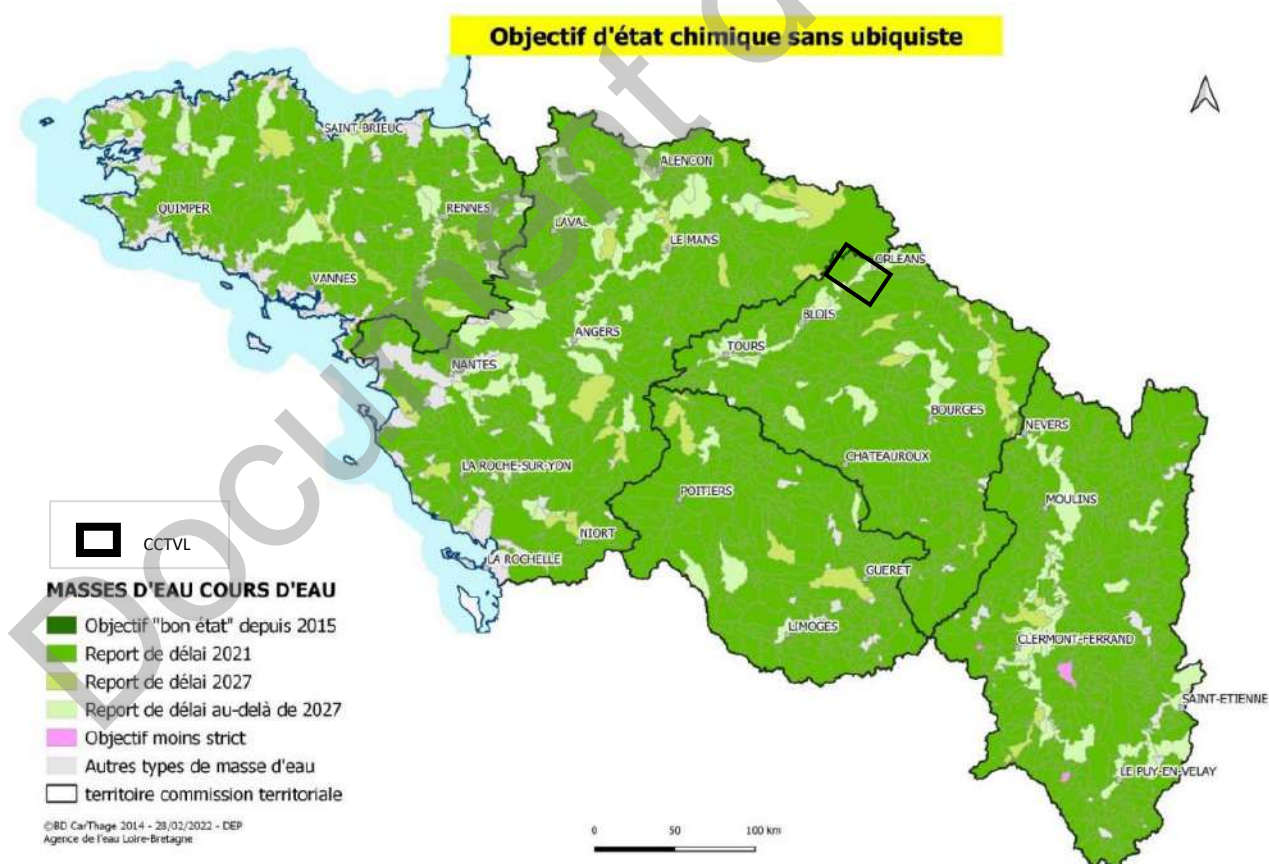 Objectif d'état chimique sans ubiquiste
SAINT-BRIEUC
ALENCON
QUIMPER
RENNES
LAVAL
LE MANS
ORLEANS
VANNES
BLOIS
ANGERS
TOURS
NANTES
BOURGES
NEVERS
CHATEAUROUX
LA ROCHE-SUR-YON
POITIERS
MOULINS
NIORT
LA ROCHELLE
GUERET
LIMOGES
CLERMONT-FERRAND
SAINT-ETIENNE
LE PUY-EN-VELAY
CCTVL
MASSES D'EAU COURS D'EAU
Objectif "bon état" depuis 2015
Report de délai 2021
Report de délai 2027
Report de délai au-delà de 2027
Objectif moins strict
Autres types de masse d'eau
territoire commission territoriale
©BD CarThage 2014 - 28/02/2022 - DEP
Agence de l'eau Loire-Bretagne
0 50 100 km
Document d